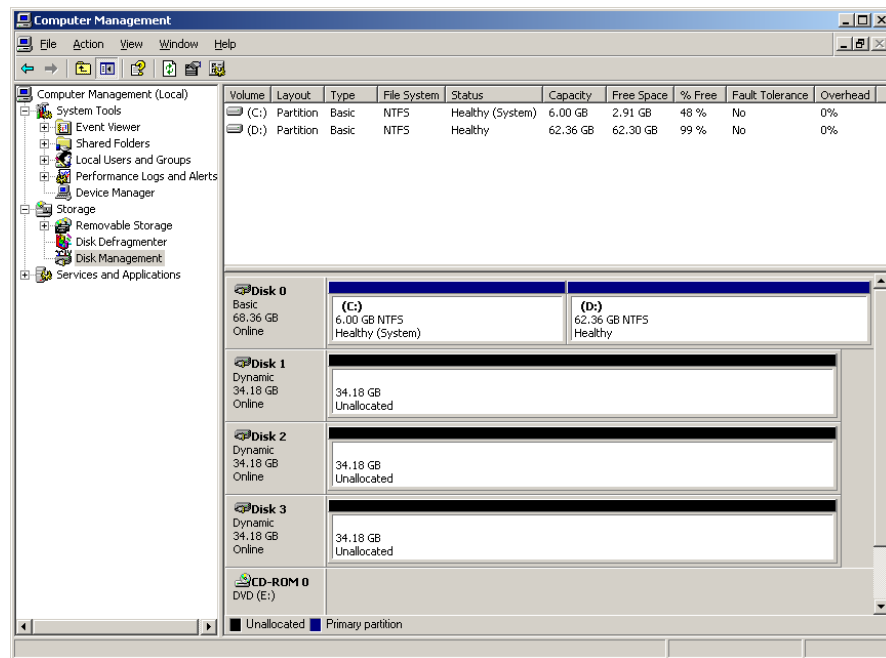 Computer Management
File Action View Window Help
Computer Management (Local)
System Tools
Event Viewer
Shared Folders
Local Users and Groups
Performance Logs and Alerts
Device Manager
Storage
Removable Storage
Disk Defragmenter
Disk Management
Services and Applications
Volume Layout Type File System Status Capacity Free Space % Free Fault Tolerance Overhead
(C:) Partition Basic NTFS Healthy (System) 6.00 GB 2.91 GB 48 % No 0%
(D:) Partition Basic NTFS Healthy 62.36 GB 62.30 GB 99 % No 0%
Disk 0
Basic
68.36 GB
Online
(C:)
6.00 GB NTFS
Healthy (System)
(D:)
62.36 GB NTFS
Healthy
Disk 1
Dynamic
34.18 GB
Online
34.18 GB
Unallocated
Disk 2
Dynamic
34.18 GB
Online
34.18 GB
Unallocated
Disk 3
Dynamic
34.18 GB
Online
34.18 GB
Unallocated
CD-ROM 0
DVD (E:)
Unallocated Primary partition